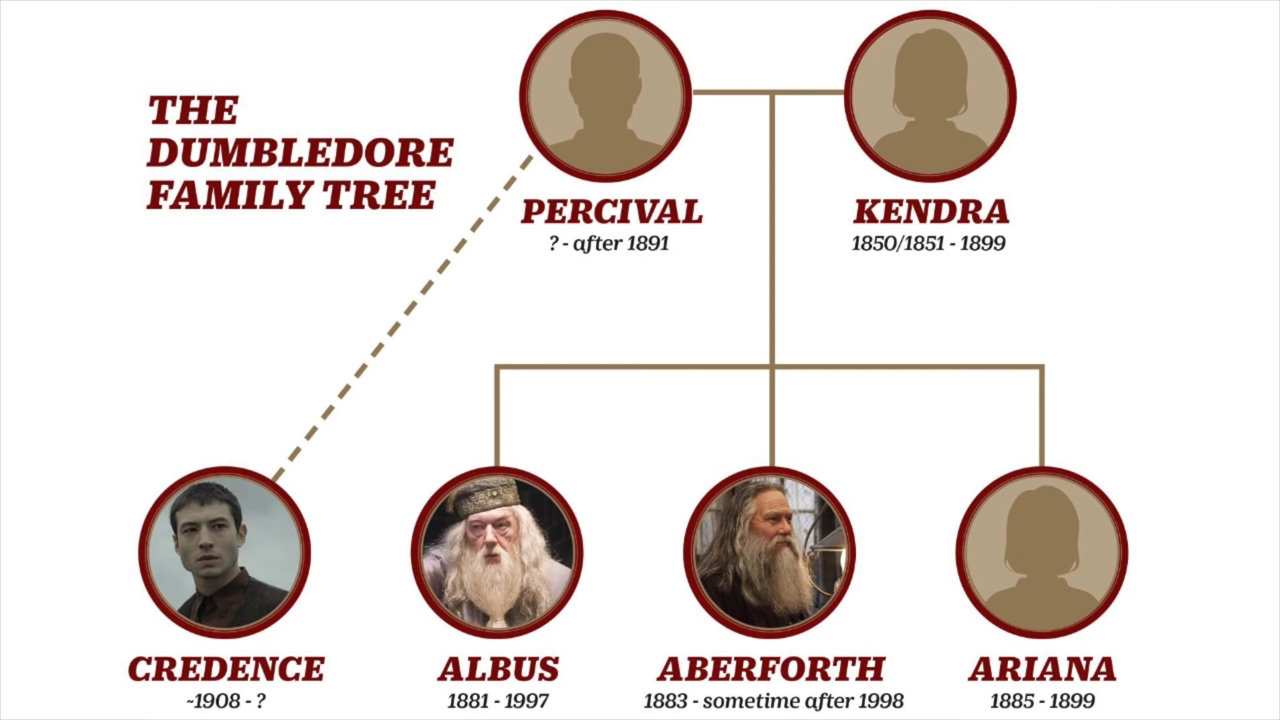 THE
DUMBLEDORE
FAMILY TREE
PERCIVAL
? - after 1891
KENDRA
1850/1851 - 1899
CREDENCE
~1908 - ?
ALBUS
1881 - 1997
ABERFORTH
1883 - sometime after 1998
ARIANA
1885 - 1899